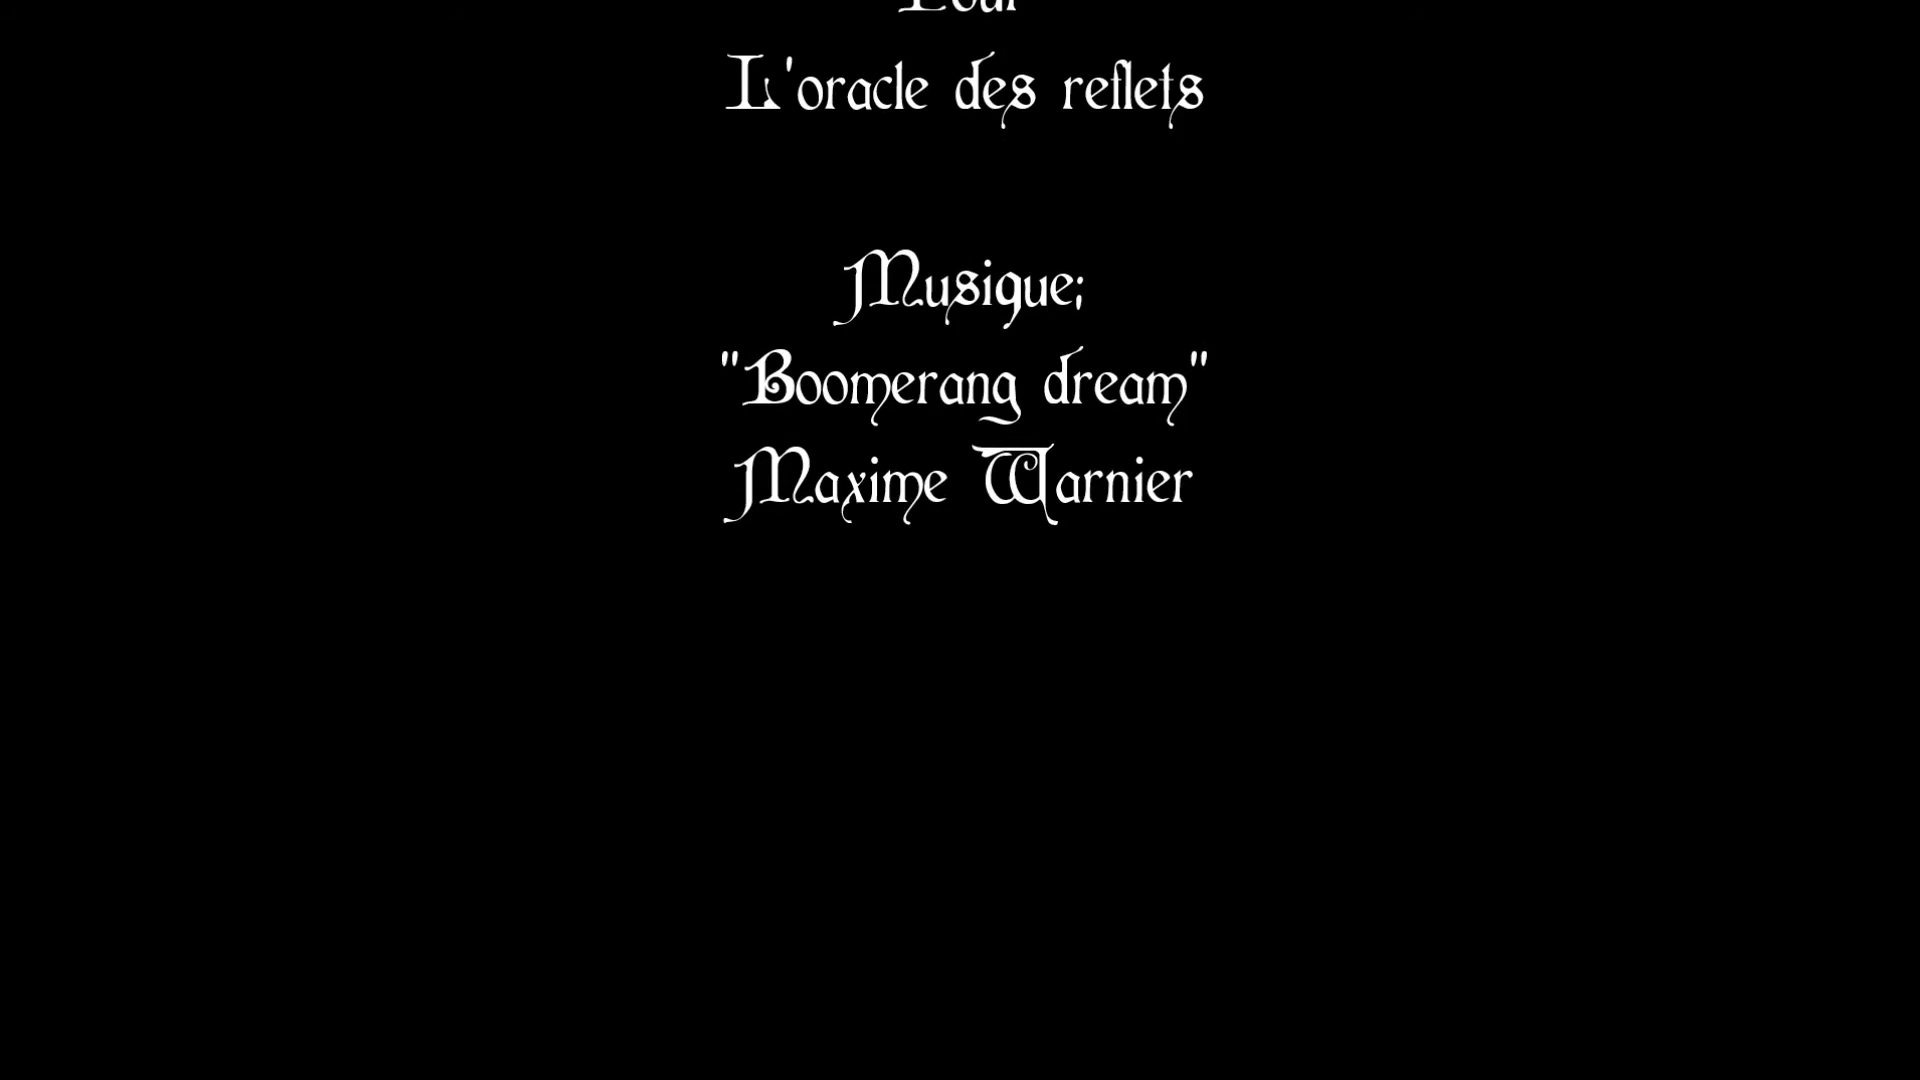 L'oracle des reflets
Musique;
"Boomerang dream"
Maxime Warnier